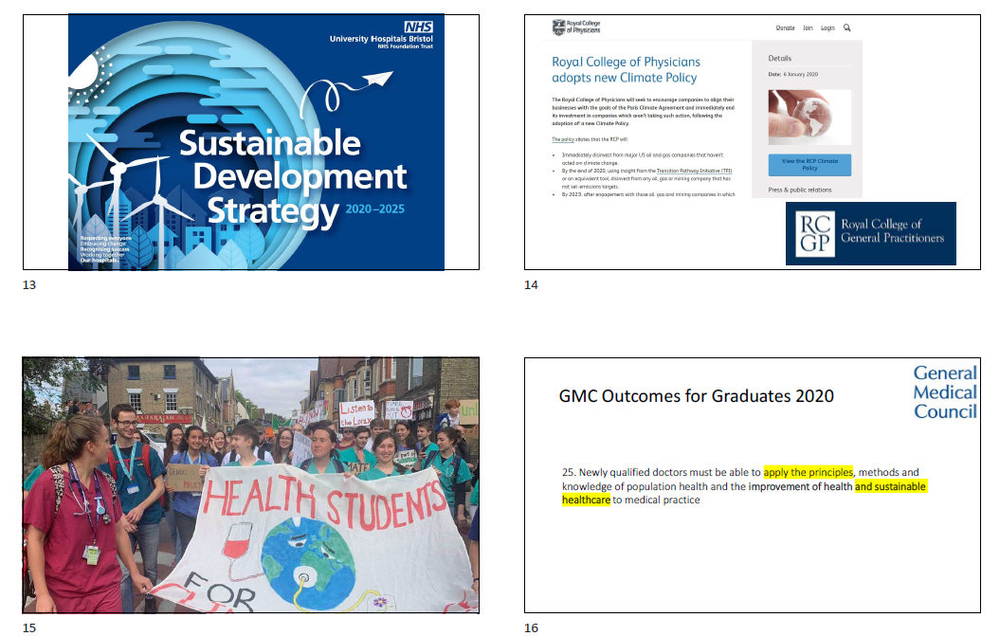 NHS
University Hospitals Bristol
NHS Foundation Trust
Sustainable
Development
Strategy 2020–2025
Respecting everyone
Embracing change
Recognising success
Working together
Our hospitals.
13
Royal College
of Physicians
Donate Join Login
Royal College of Physicians
adopts new Climate Policy
The Royal College of Physicians will seek to encourage companies to align their
businesses with the goals of the Paris Climate Agreement and immediately end
its investment in companies which aren't taking such action, following the
adoption of a new Climate Policy.
The policy states that the RCP will:
• Immediately disinvest from major US oil and gas companies that haven't
acted on climate change.
• By the end of 2020, using insight from the Transition Pathway Initiative (TPI)
or an equivalent tool, disinvest from any oil, gas or mining company that has
not set emissions targets.
• By 2023, after engagement with those oil, gas and mining companies in which
Details
Date: 6 January 2020
View the RCP Climate
Policy
Press & public relations
RC
GP
Royal College of
General Practitioners
14
MAHARAJAH
Listen to
the Lorax
HEALTH STUDENTS
FOR
15
GMC Outcomes for Graduates 2020
General
Medical
Council
25. Newly qualified doctors must be able to apply the principles, methods and
knowledge of population health and the improvement of health and sustainable
healthcare to medical practice
16